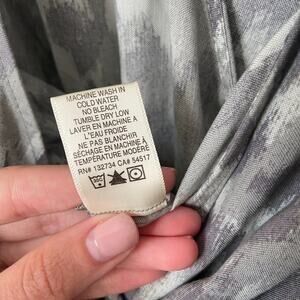 MACHINE WASH IN
COLD WATER
NO BLEACH
TUMBLE DRY LOW
LAVER EN MACHINE A
L'EAU FROIDE
NE PAS BLANCHIR
SÉCHAGE EN MACHINE
TEMPÉRATURE MODÉRÉ
RN# 132734 CA# 54517